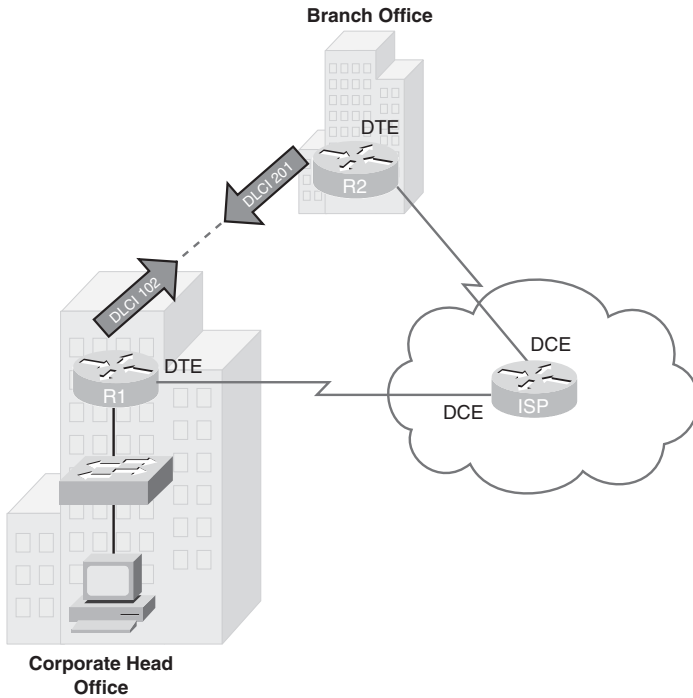 Branch Office
DTE
R2
DLCI 201
DLCI 102
DTE
R1
DCE
DCE
ISP
Corporate Head
Office